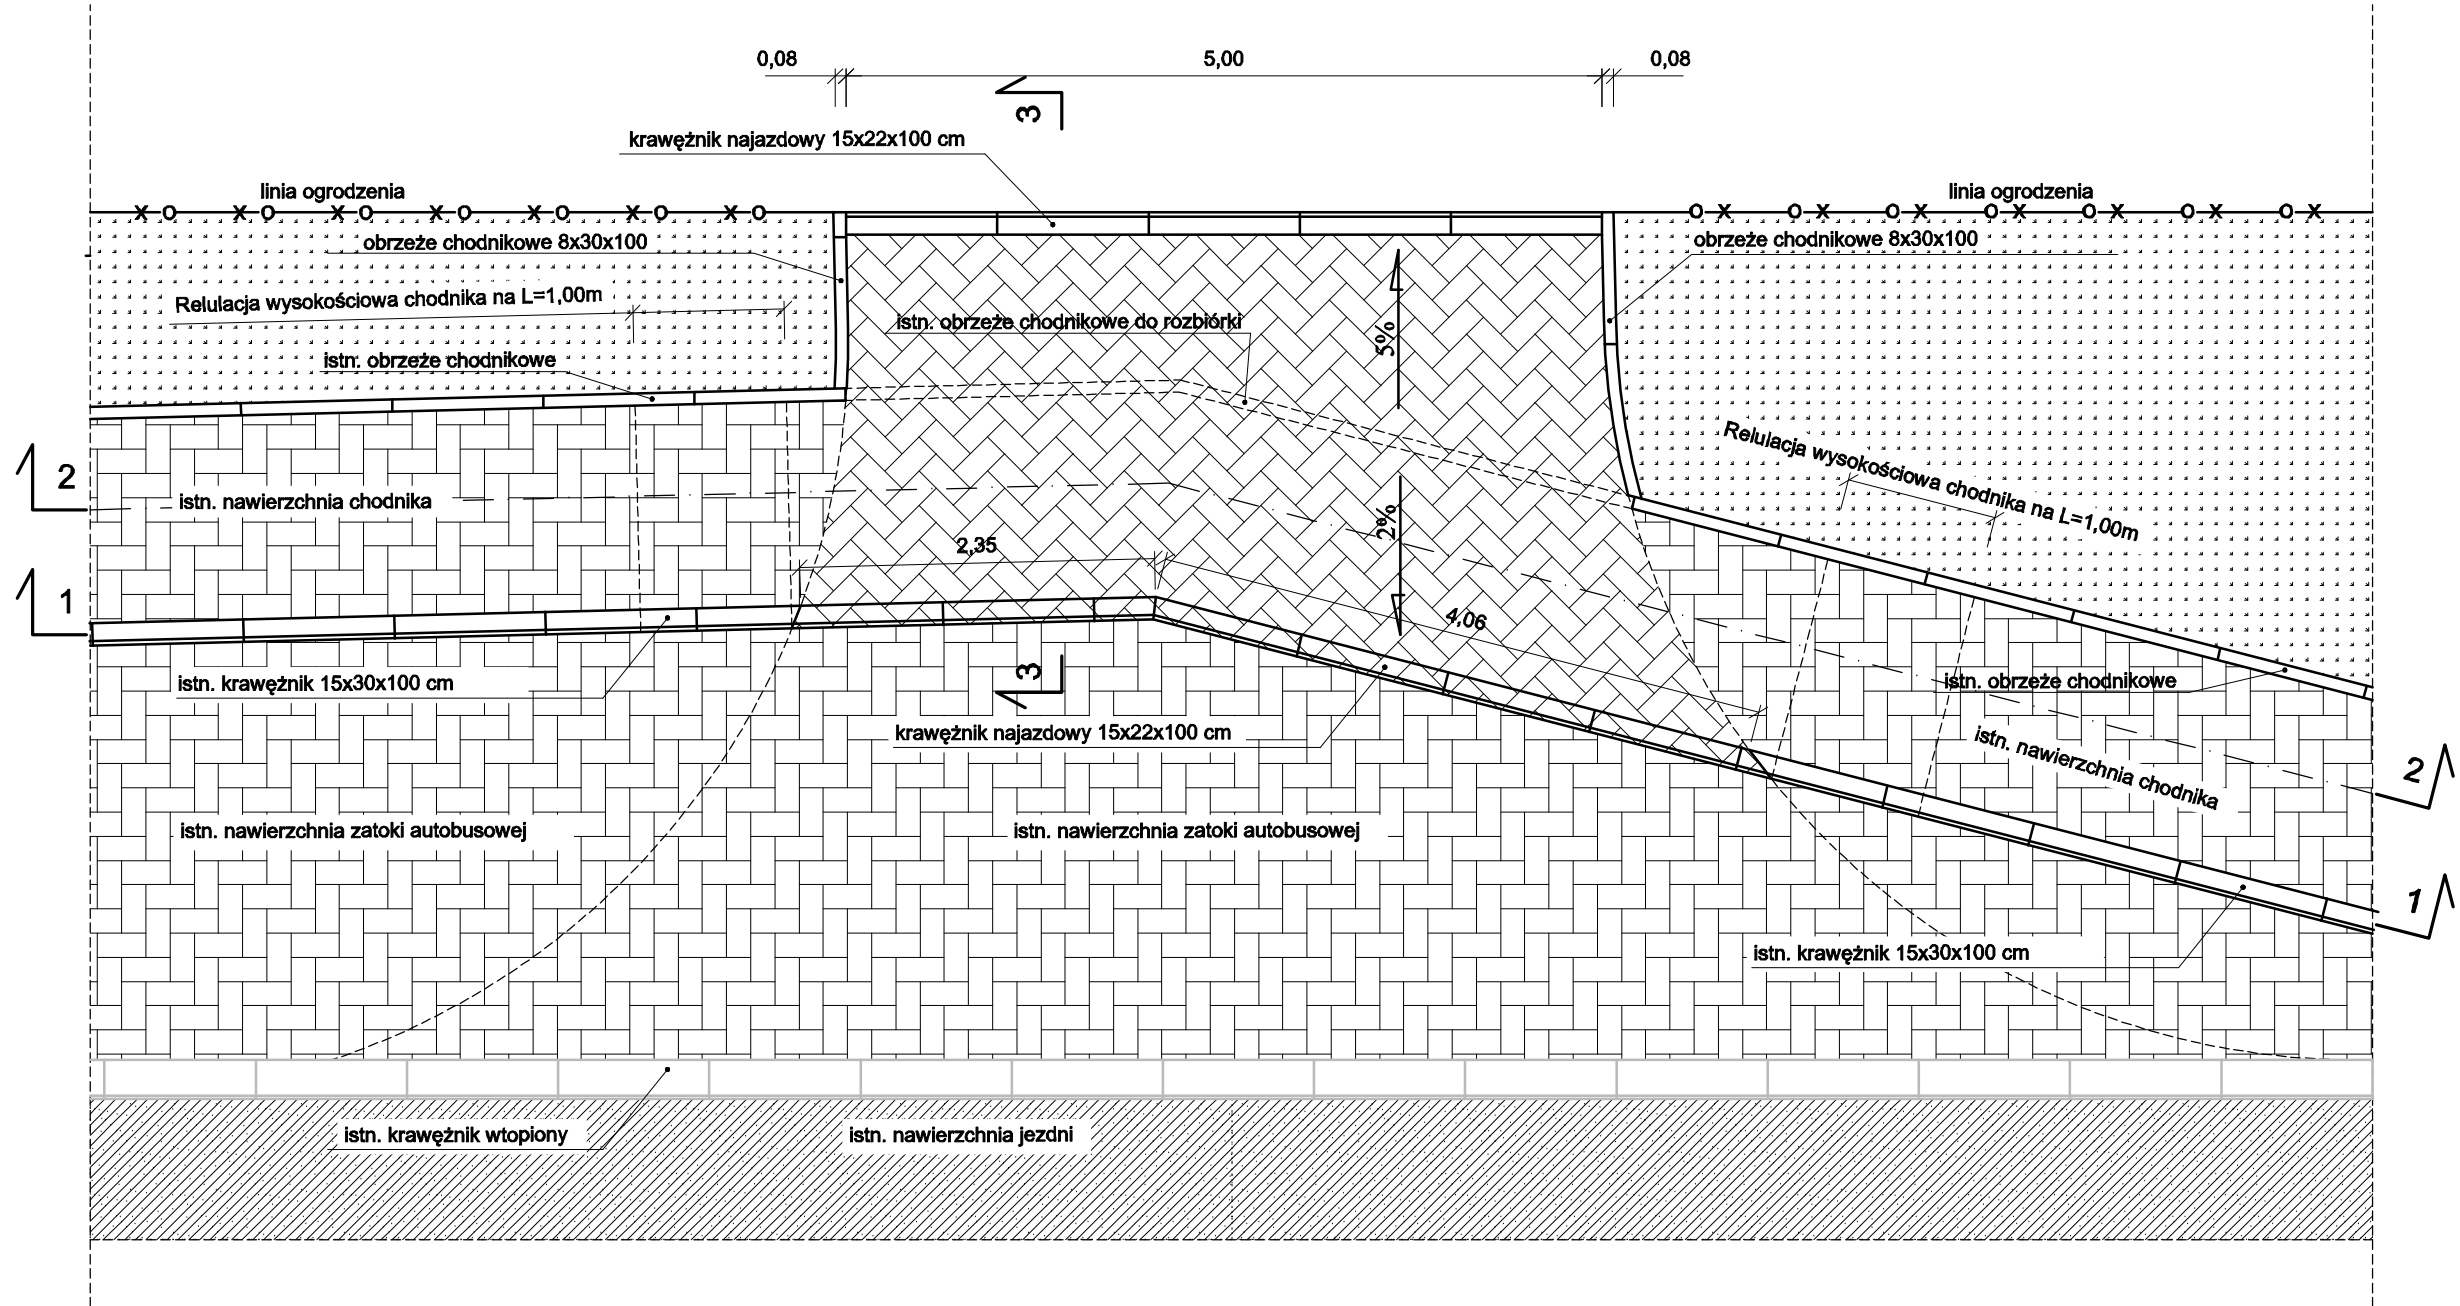 0,08 5,00 0,08
3
krawężnik najazdowy 15x22x100 cm
linia ogrodzenia linia ogrodzenia
x o x o x o x o x o x o x o o x o x o x o x o x o x o x
obrzeże chodnikowe 8x30x100 obrzeże chodnikowe 8x30x100
Relulacja wysokościowa chodnika na L=1,00m
istn. obrzeże chodnikowe do rozbiórki
5%
istn. obrzeże chodnikowe
Relulacja wysokościowa chodnika na L=1,00m
2
istn. nawierzchnia chodnika
2%
2,35
1
4,06
3
istn. krawężnik 15x30x100 cm
istn. obrzeże chodnikowe
krawężnik najazdowy 15x22x100 cm
istn. nawierzchnia chodnika
2
istn. nawierzchnia zatoki autobusowej istn. nawierzchnia zatoki autobusowej
1
istn. krawężnik 15x30x100 cm
istn. krawężnik wtopiony istn. nawierzchnia jezdni